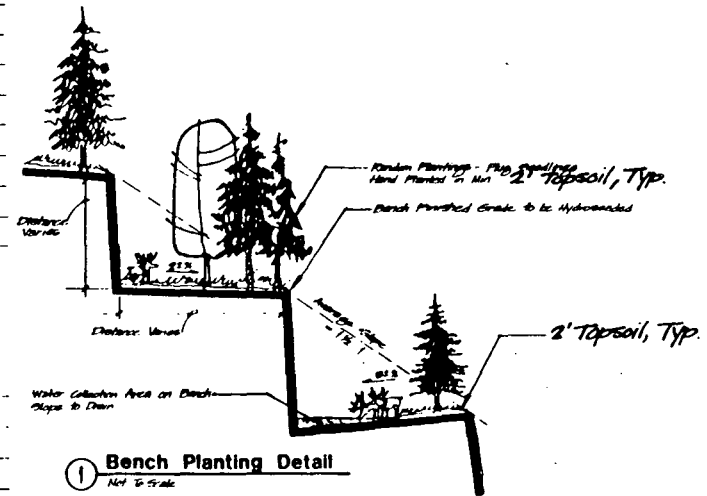 Random Plantings - Plug Seedlings
Hand Planted in Min 2' Topsoil, Typ.
Bench Finished Grade to be Hydroseeded
Distance
Varies
Distance Varies
Average Slope
2' Topsoil, Typ.
Water Collection Area on Bench
Slope to Drain
1 Bench Planting Detail
Not To Scale